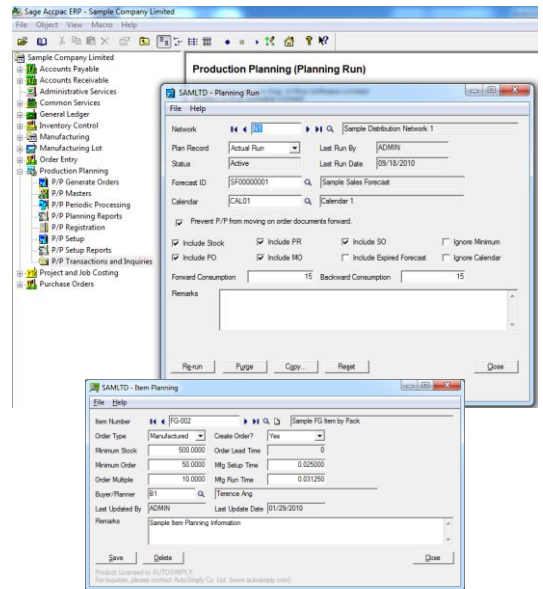 Sage Accpac ERP - Sample Company Limited
File Object View Macro Help
Sample Company Limited
Accounts Payable
Accounts Receivable
Administrative Services
Common Services
General Ledger
Inventory Control
Manufacturing
Manufacturing Lot
Order Entry
Production Planning
P/P Generate Orders
P/P Masters
P/P Periodic Processing
P/P Planning Reports
P/P Registration
P/P Setup
P/P Setup Reports
P/P Transactions and Inquiries
Project and Job Costing
Purchase Orders
Production Planning (Planning Run)
SAMLTD - Planning Run
File Help
Network N1 Sample Distribution Network 1
Plan Record Actual Run Last Run By ADMIN
Status Active Last Run Date 09/18/2010
Forecast ID SF00000001 Sample Sales Forecast
Calendar CAL01 Calendar 1
Prevent P/P from moving on order documents forward.
Include Stock Include PR Include SO Ignore Minimum
Include PO Include MO Include Expired Forecast Ignore Calendar
Forward Consumption 15 Backward Consumption 15
Remarks
Re-run Purge Copy... Reset Close
SAMLTD - Item Planning
File Help
Item Number FG-002 Sample FG Item by Pack
Order Type Manufactured Create Order? Yes
Minimum Stock 500.0000 Order Lead Time 0
Minimum Order 50.0000 Mfg Setup Time 0.025000
Order Multiple 10.0000 Mfg Run Time 0.031250
Buyer/Planner B1 Terence Ang
Last Updated By ADMIN Last Update Date 01/29/2010
Remarks Sample Item Planning Information
Save Delete Close
Product Licensed to AUTOSIMPLY.
For inquires, please contact AutoSimply Co. Ltd. (www.autosimply.com)